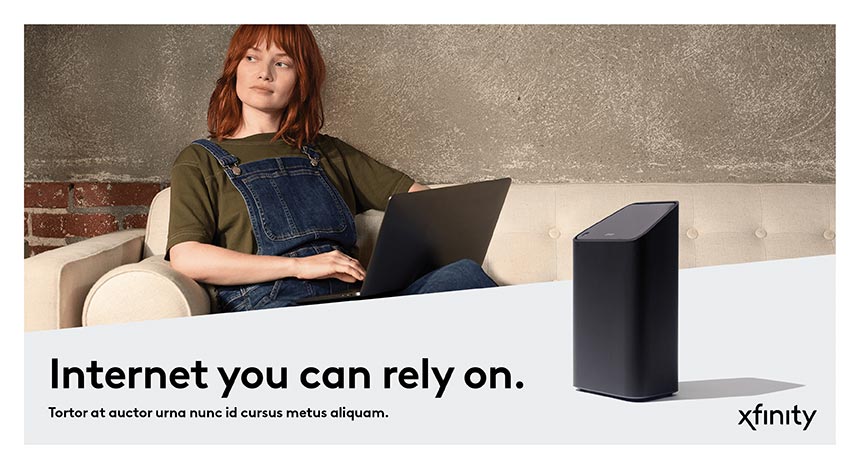 Internet you can rely on.
Tortor at auctor urna nunc id cursus metus aliquam.
xfinity